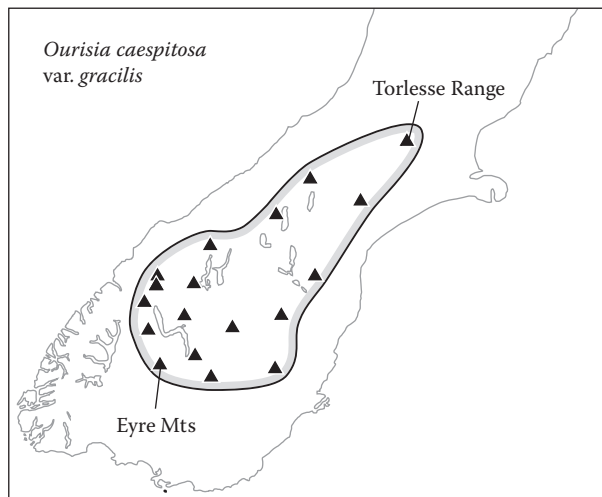 Ourisia caespitosa
var. gracilis
Torlesse Range
Eyre Mts